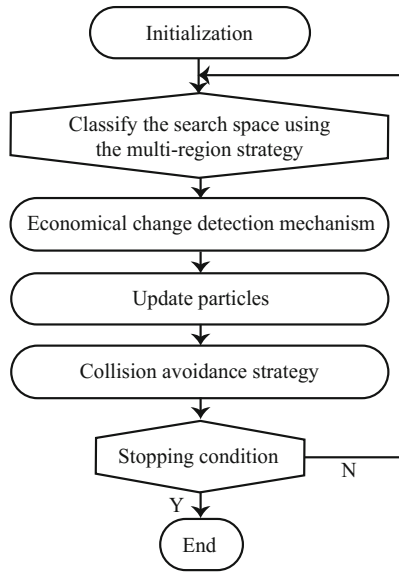 Initialization
Classify the search space using
the multi-region strategy
Economical change detection mechanism
Update particles
Collision avoidance strategy
Stopping condition
N
Y
End